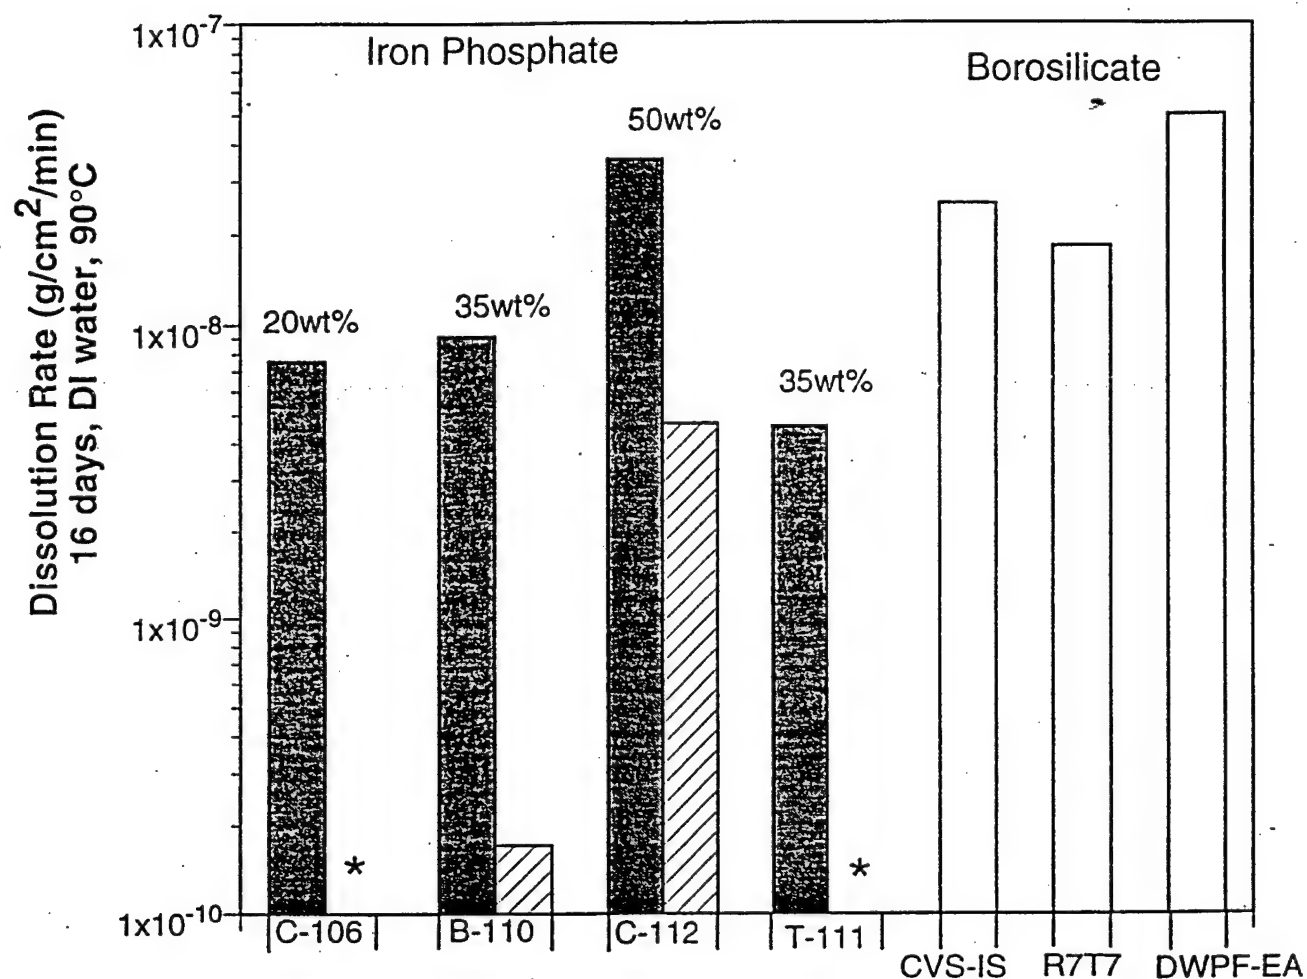 Dissolution Rate (g/cm²/min)
16 days, DI water, 90°C
1x10⁻⁷
1x10⁻⁸
1x10⁻⁹
1x10⁻¹⁰
Iron Phosphate
Borosilicate
50wt%
20wt%
35wt%
35wt%
*
*
C-106
B-110
C-112
T-111
CVS-IS
R7T7
DWPF-EA